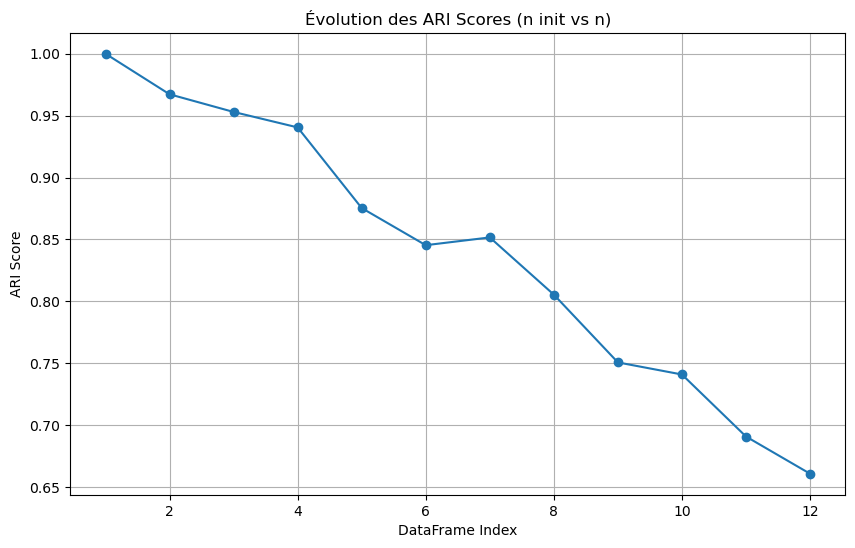 Évolution des ARI Scores (n init vs n)
ARI Score
1.00
0.95
0.90
0.85
0.80
0.75
0.70
0.65
2 4 6 8 10 12
DataFrame Index